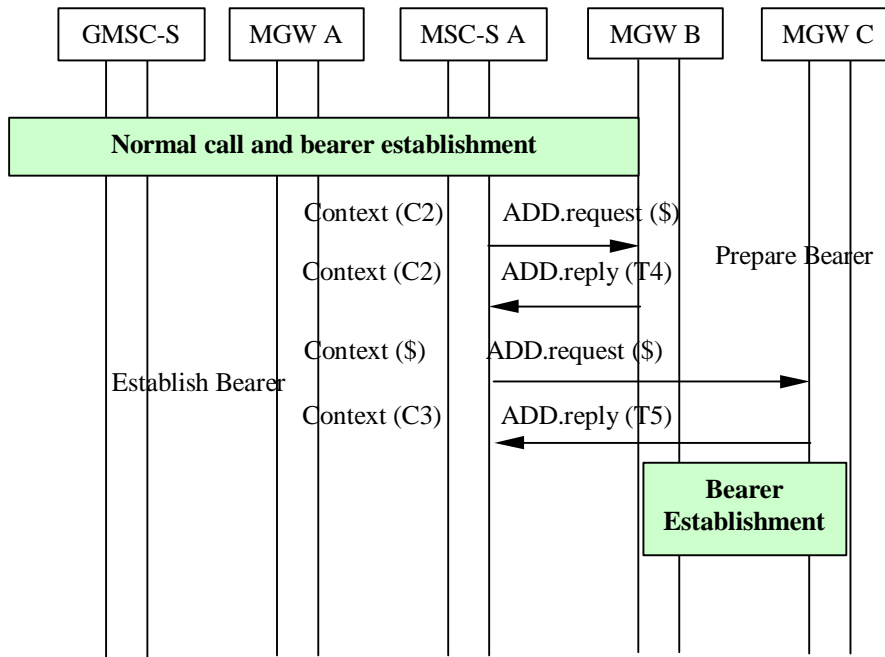 GMSC-S MGW A MSC-S A MGW B MGW C
Normal call and bearer establishment
Context (C2) ADD.request ($)
Prepare Bearer
Context (C2) ADD.reply (T4)
Context ($) ADD.request ($)
Establish Bearer
Context (C3) ADD.reply (T5)
Bearer
Establishment